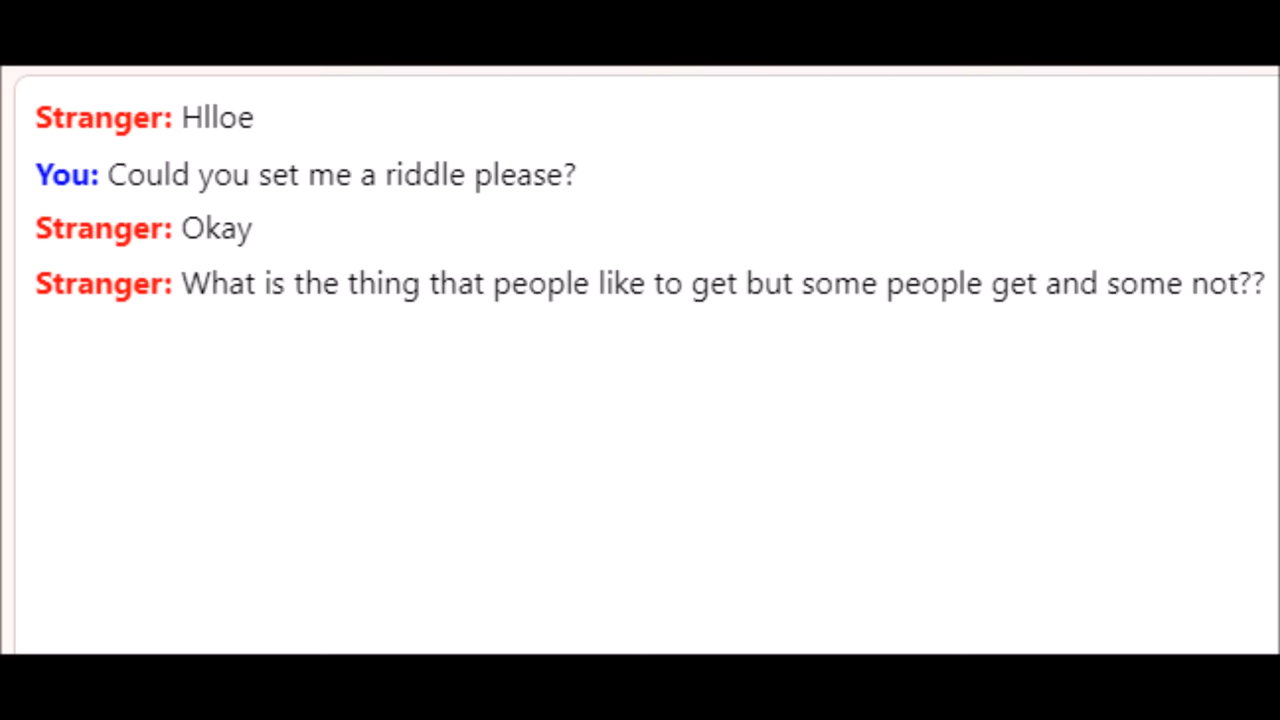 Stranger: Hlloe
You: Could you set me a riddle please?
Stranger: Okay
Stranger: What is the thing that people like to get but some people get and some not??